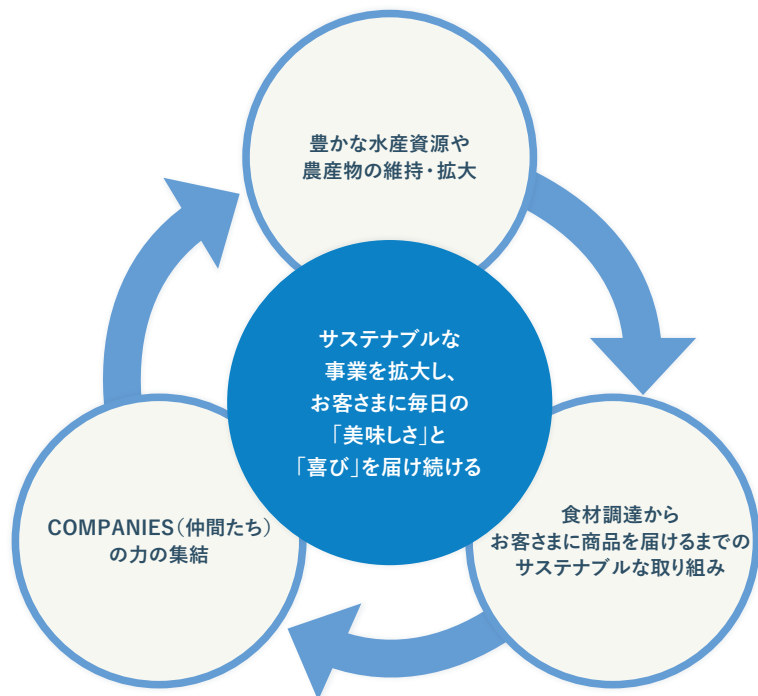 豊かな水産資源や
農産物の維持・拡大
サステナブルな
事業を拡大し、
お客さまに毎日の
「美味しさ」と
「喜び」を届け続ける
COMPANIES(仲間たち)
の力の集結
食材調達から
お客さまに商品を届けるまでの
サステナブルな取り組み